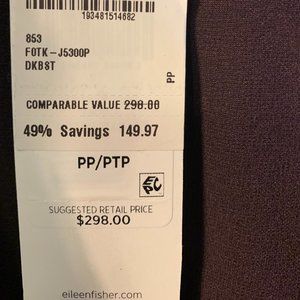 193481514682
853
F0TK-J5300P
DKBST
PP
COMPARABLE VALUE 298.00
49% Savings 149.97
PP/PTP
SUGGESTED RETAIL PRICE
$298.00
eileenfisher.com